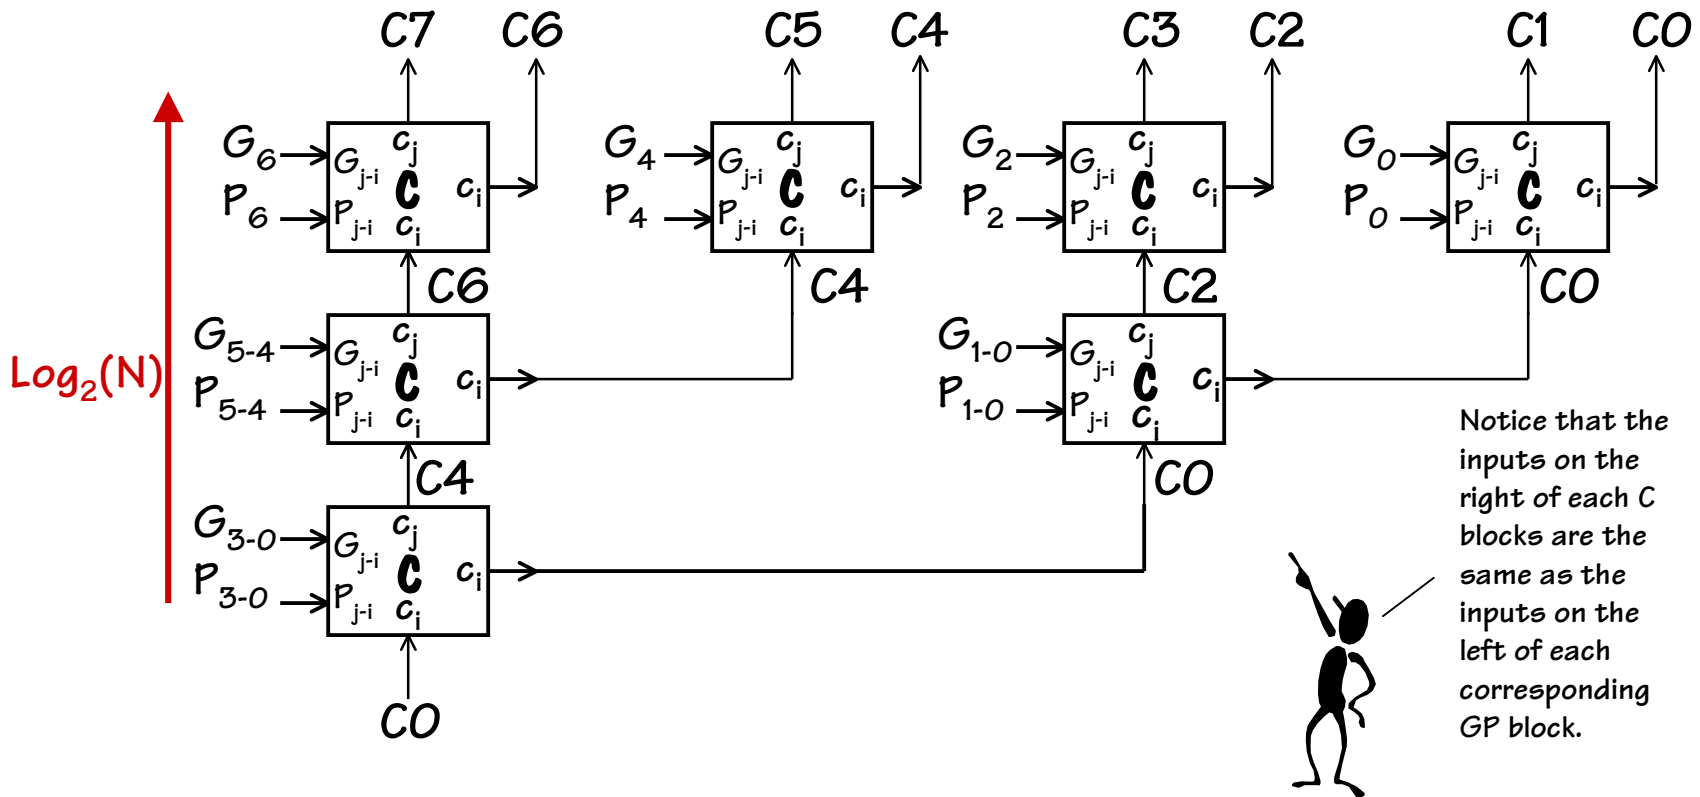 C7 C6 C5 C4 C3 C2 C1 C0
G6 Gj-i cj G4 Gj-i cj G2 Gj-i cj G0 Gj-i cj
C ci C ci C ci C ci
P6 Pj-i ci P4 Pj-i ci P2 Pj-i ci P0 Pj-i ci
C6 C4 C2 C0
G5-4 Gj-i cj G1-0 Gj-i cj
Log2(N) C ci C ci
P5-4 Pj-i ci P1-0 Pj-i ci
C4 C0
G3-0 Gj-i cj
C ci
P3-0 Pj-i ci
C0
Notice that the
inputs on the
right of each C
blocks are the
same as the
inputs on the
left of each
corresponding
GP block.